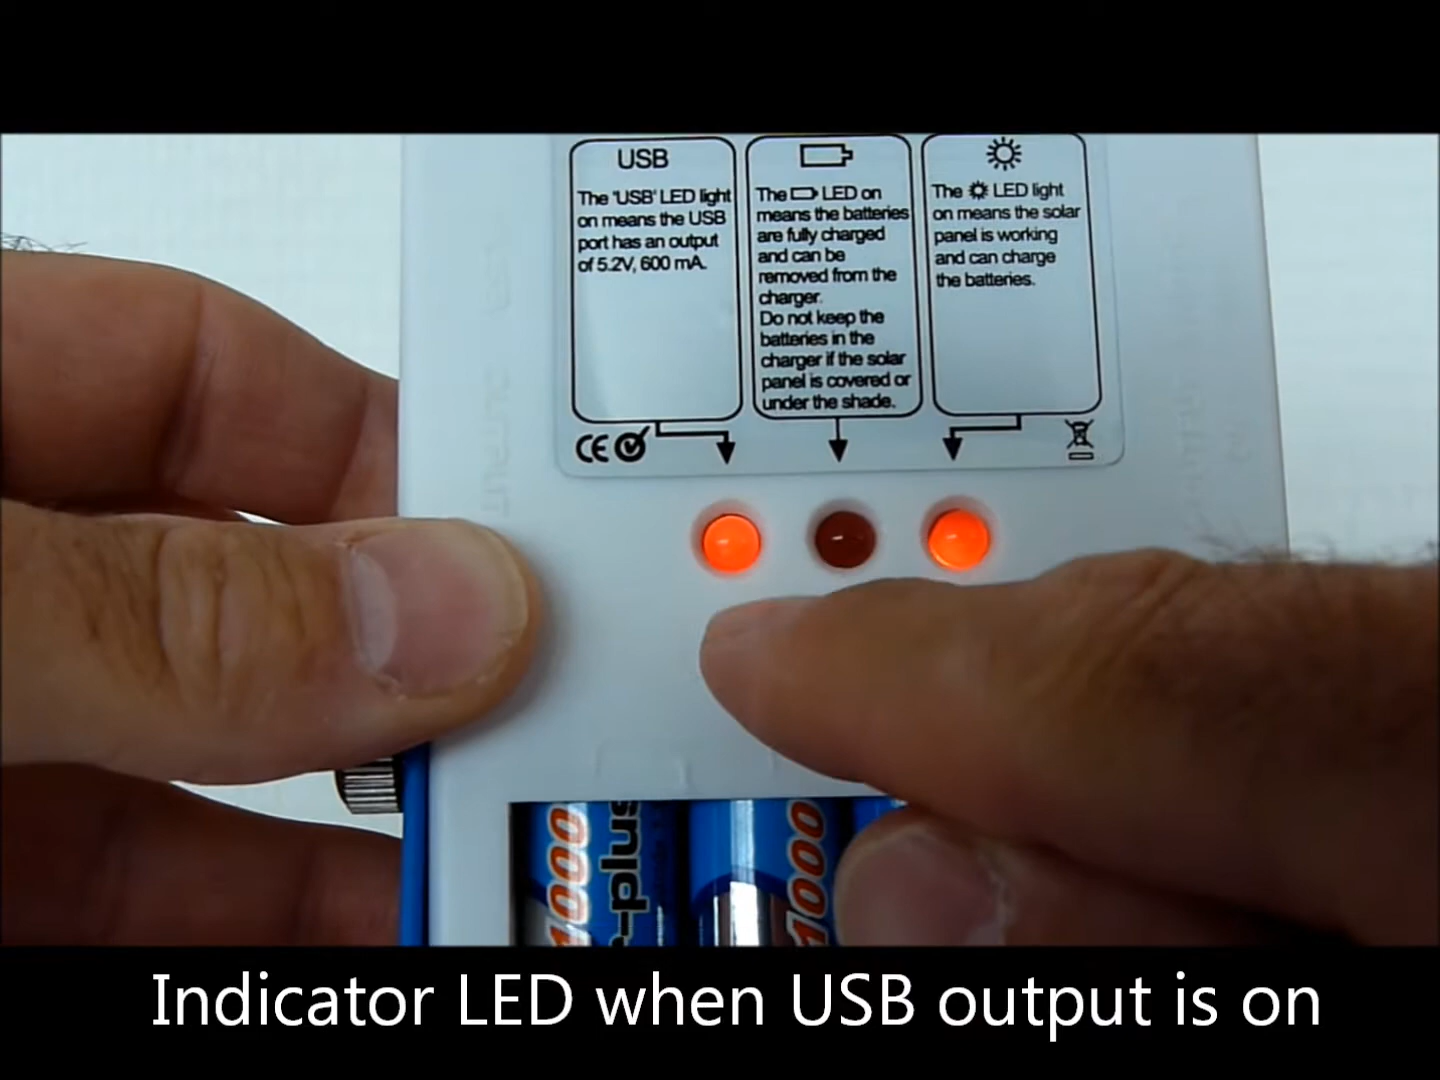 USB
The 'USB' LED light
on means the USB
port has an output
of 5.2V, 600 mA.
The LED on
means the batteries
are fully charged
and can be
removed from the
charger.
Do not keep the
batteries in the
charger if the solar
panel is covered or
under the shade.
The LED light
on means the solar
panel is working
and can charge
the batteries.
CE
1000
-plus
1000
Indicator LED when USB output is on